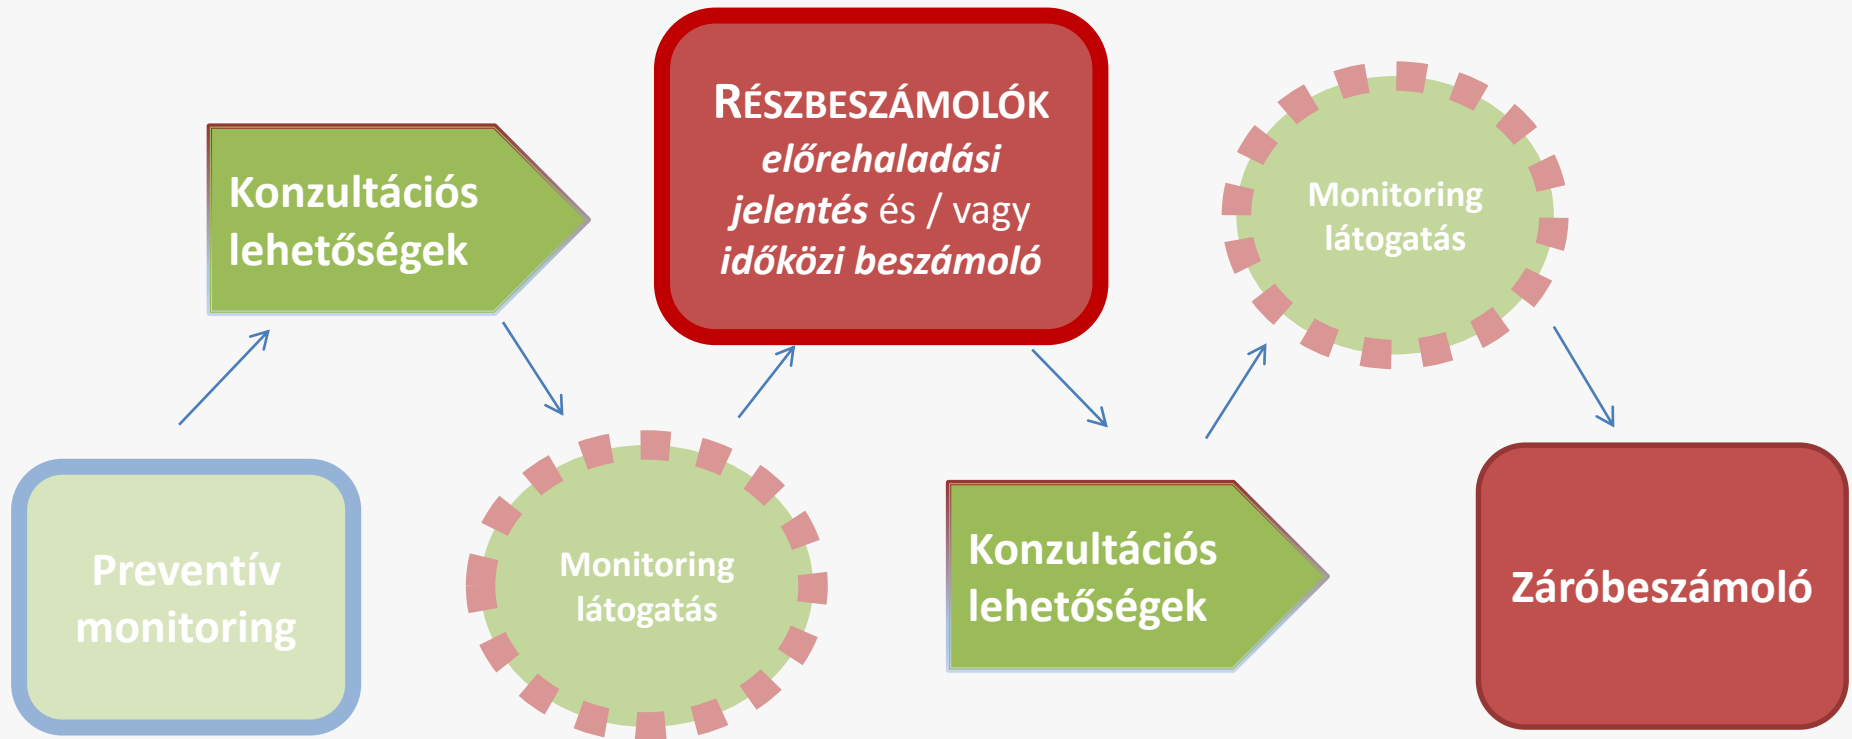 Preventív
monitoring
Konzultációs
lehetőségek
Monitoring
látogatás
RÉSZBESZÁMOLÓK
előrehaladási
jelentés és / vagy
időközi beszámoló
Konzultációs
lehetőségek
Monitoring
látogatás
Záróbeszámoló